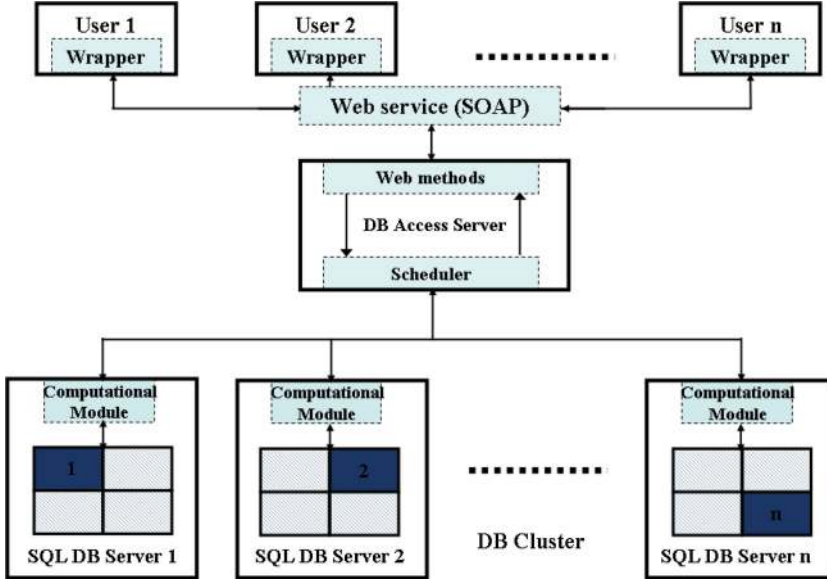 User 1
Wrapper
User 2
Wrapper
User n
Wrapper
Web service (SOAP)
Web methods
DB Access Server
Scheduler
Computational
Module
1
SQL DB Server 1
Computational
Module
2
SQL DB Server 2
DB Cluster
Computational
Module
n
SQL DB Server n